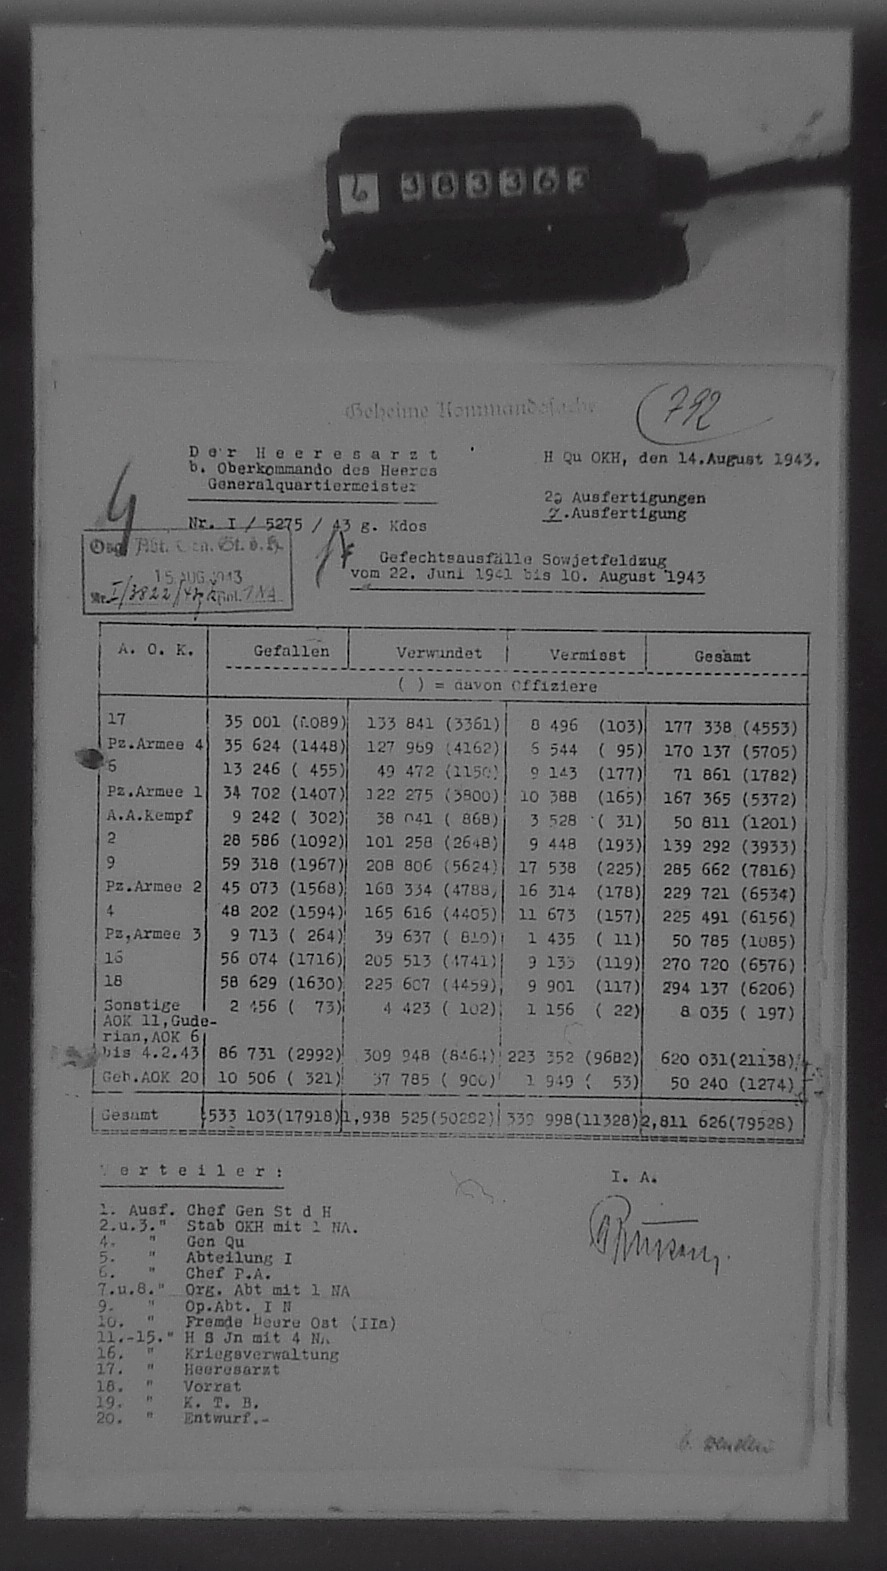 6 383363
Geheime Kommandosache
792
Der Heeresarzt
b. Oberkommando des Heeres
Generalquartiermeister
H Qu OKH, den 14.August 1943.
20 Ausfertigungen
7.Ausfertigung
Nr. I / 5275 / 43 g. Kdos
Org. Abt. Gen. St. d. H.
15. AUG. 1943
Gefechtsausfälle Sowjetfeldzug
vom 22. Juni 1941 bis 10. August 1943
A. O. K. Gefallen Verwundet Vermisst Gesamt
( ) = davon Offiziere
17 35 001 (1089) 133 841 (3361) 8 496 (103) 177 338 (4553)
Pz.Armee 4 35 624 (1448) 127 969 (4162) 6 544 ( 95) 170 137 (5705)
6 13 246 ( 455) 49 472 (1150) 9 143 (177) 71 861 (1782)
Pz.Armee 1 34 702 (1407) 122 275 (3800) 10 388 (165) 167 365 (5372)
A.A.Kempf 9 242 ( 302) 38 041 ( 868) 3 528 ( 31) 50 811 (1201)
2 28 586 (1092) 101 258 (2648) 9 448 (193) 139 292 (3933)
9 59 318 (1967) 208 806 (5624) 17 538 (225) 285 662 (7816)
Pz.Armee 2 45 073 (1568) 168 334 (4788) 16 314 (178) 229 721 (6534)
4 48 202 (1594) 165 616 (4405) 11 673 (157) 225 491 (6156)
Pz,Armee 3 9 713 ( 264) 39 637 ( 810) 1 435 ( 11) 50 785 (1085)
16 56 074 (1716) 205 513 (4741) 9 133 (119) 270 720 (6576)
18 58 629 (1630) 225 607 (4459) 9 901 (117) 294 137 (6206)
Sonstige 2 456 ( 73) 4 423 ( 102) 1 156 ( 22) 8 035 ( 197)
AOK 11,Gude-
rian,AOK 6
bis 4.2.43 86 731 (2992) 309 948 (8464) 223 352 (9682) 620 031(21138)
Geb.AOK 20 10 506 ( 321) 37 785 ( 900) 1 949 ( 53) 50 240 (1274)
Gesamt 533 103(17918) 1,938 525(50282) 339 998(11328) 2,811 626(79528)
Verteiler:
I. A.
1. Ausf. Chef Gen St d H
2.u.3." Stab OKH mit 1 NA.
4. " Gen Qu
5. " Abteilung I
6. " Chef P.A.
7.u.8." Org. Abt mit 1 NA
9. " Op.Abt. I N
10. " Fremde Heere Ost (IIa)
11.-15." H S Jn mit 4 NA
16. " Kriegsverwaltung
17. " Heeresarzt
18. " Vorrat
19. " K. T. B.
20. " Entwurf.-
b. wenden